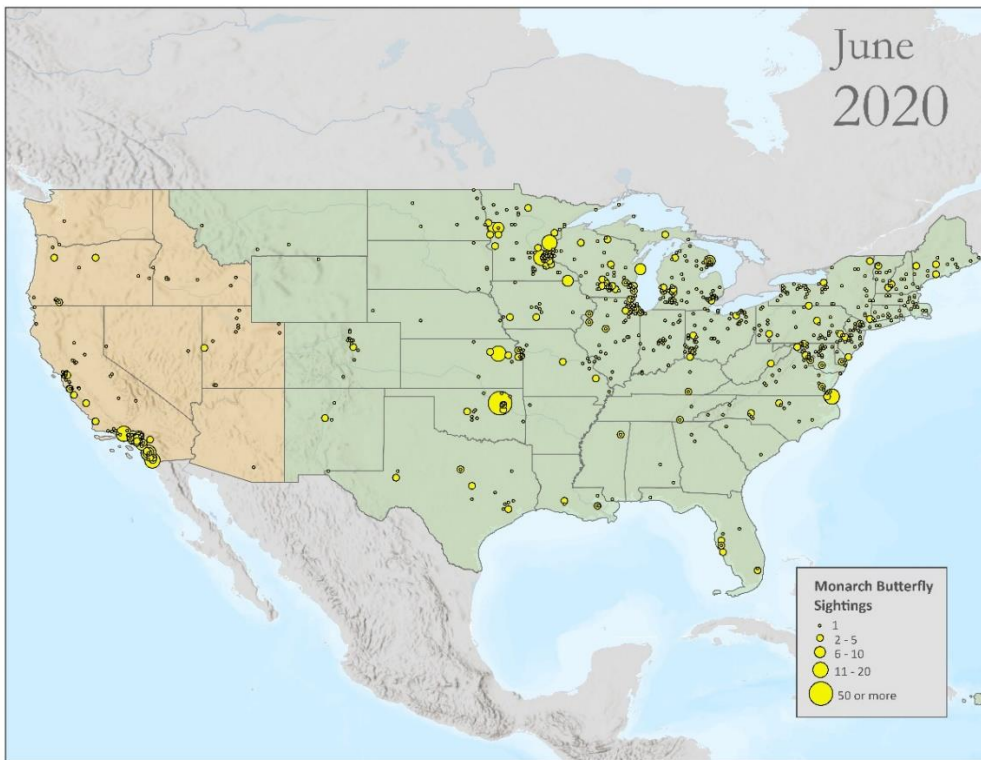 June
2020
Monarch Butterfly
Sightings
1
2 - 5
6 - 10
11 - 20
50 or more